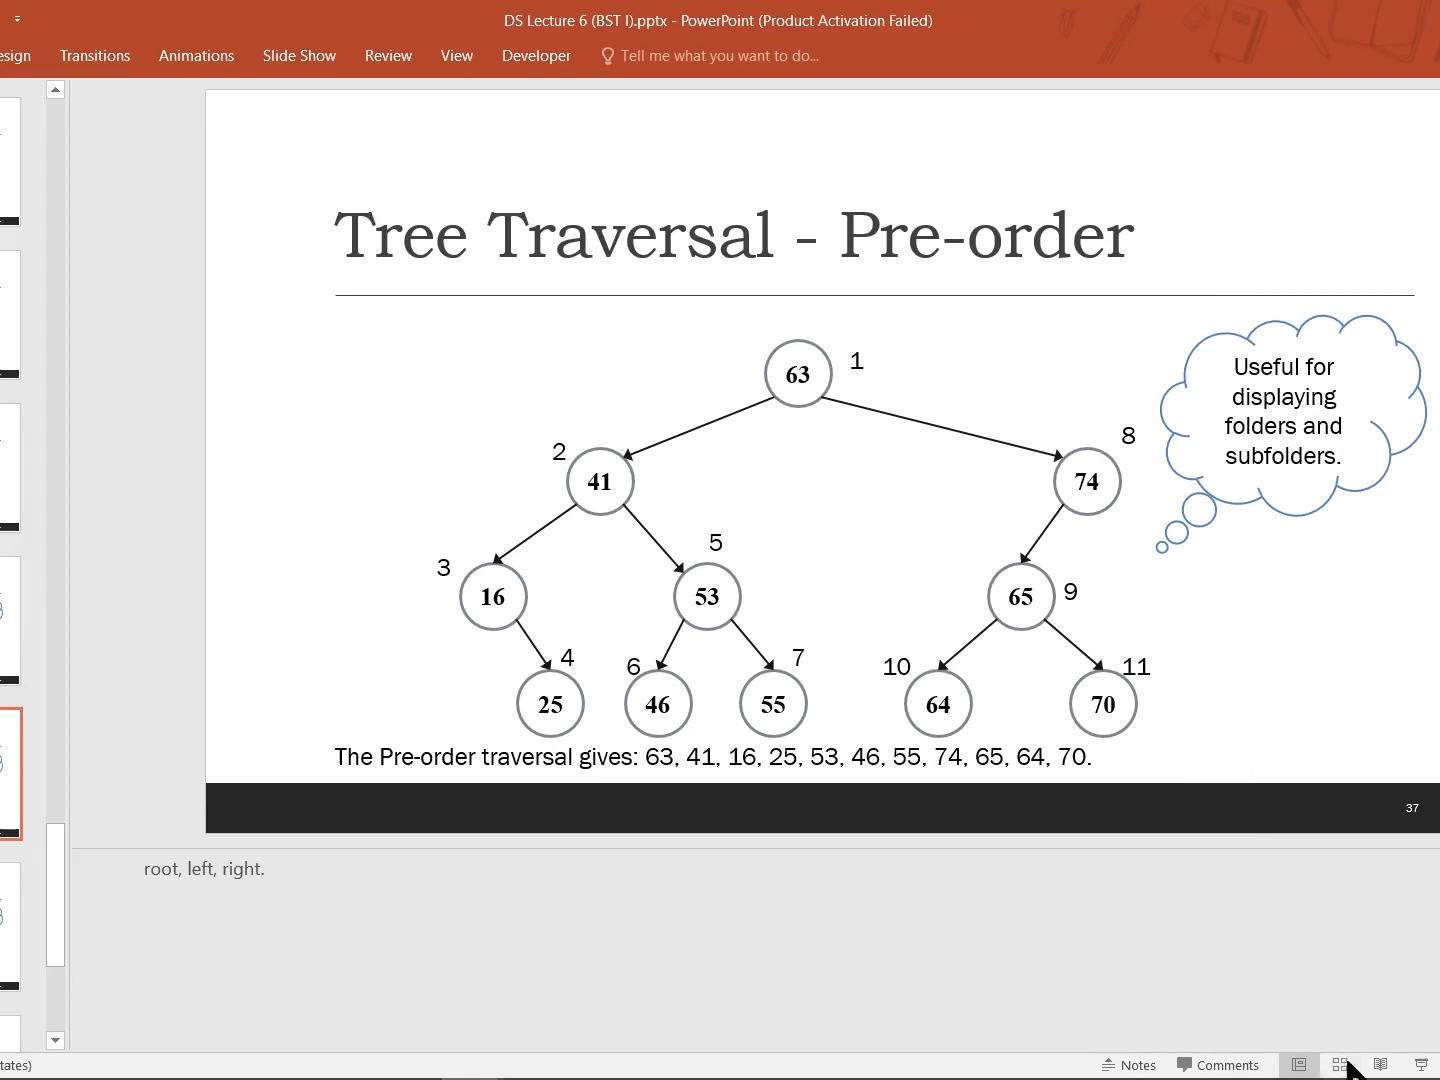 DS Lecture 6 (BST I).pptx - PowerPoint (Product Activation Failed)
esign Transitions Animations Slide Show Review View Developer Tell me what you want to do...
Tree Traversal - Pre-order
Useful for
displaying
folders and
subfolders.
63 1
2 41
74 8
3 16
5 53
65 9
25 4
6 46
55 7
10 64
70 11
The Pre-order traversal gives: 63, 41, 16, 25, 53, 46, 55, 74, 65, 64, 70.
37
root, left, right.
tates) Notes Comments